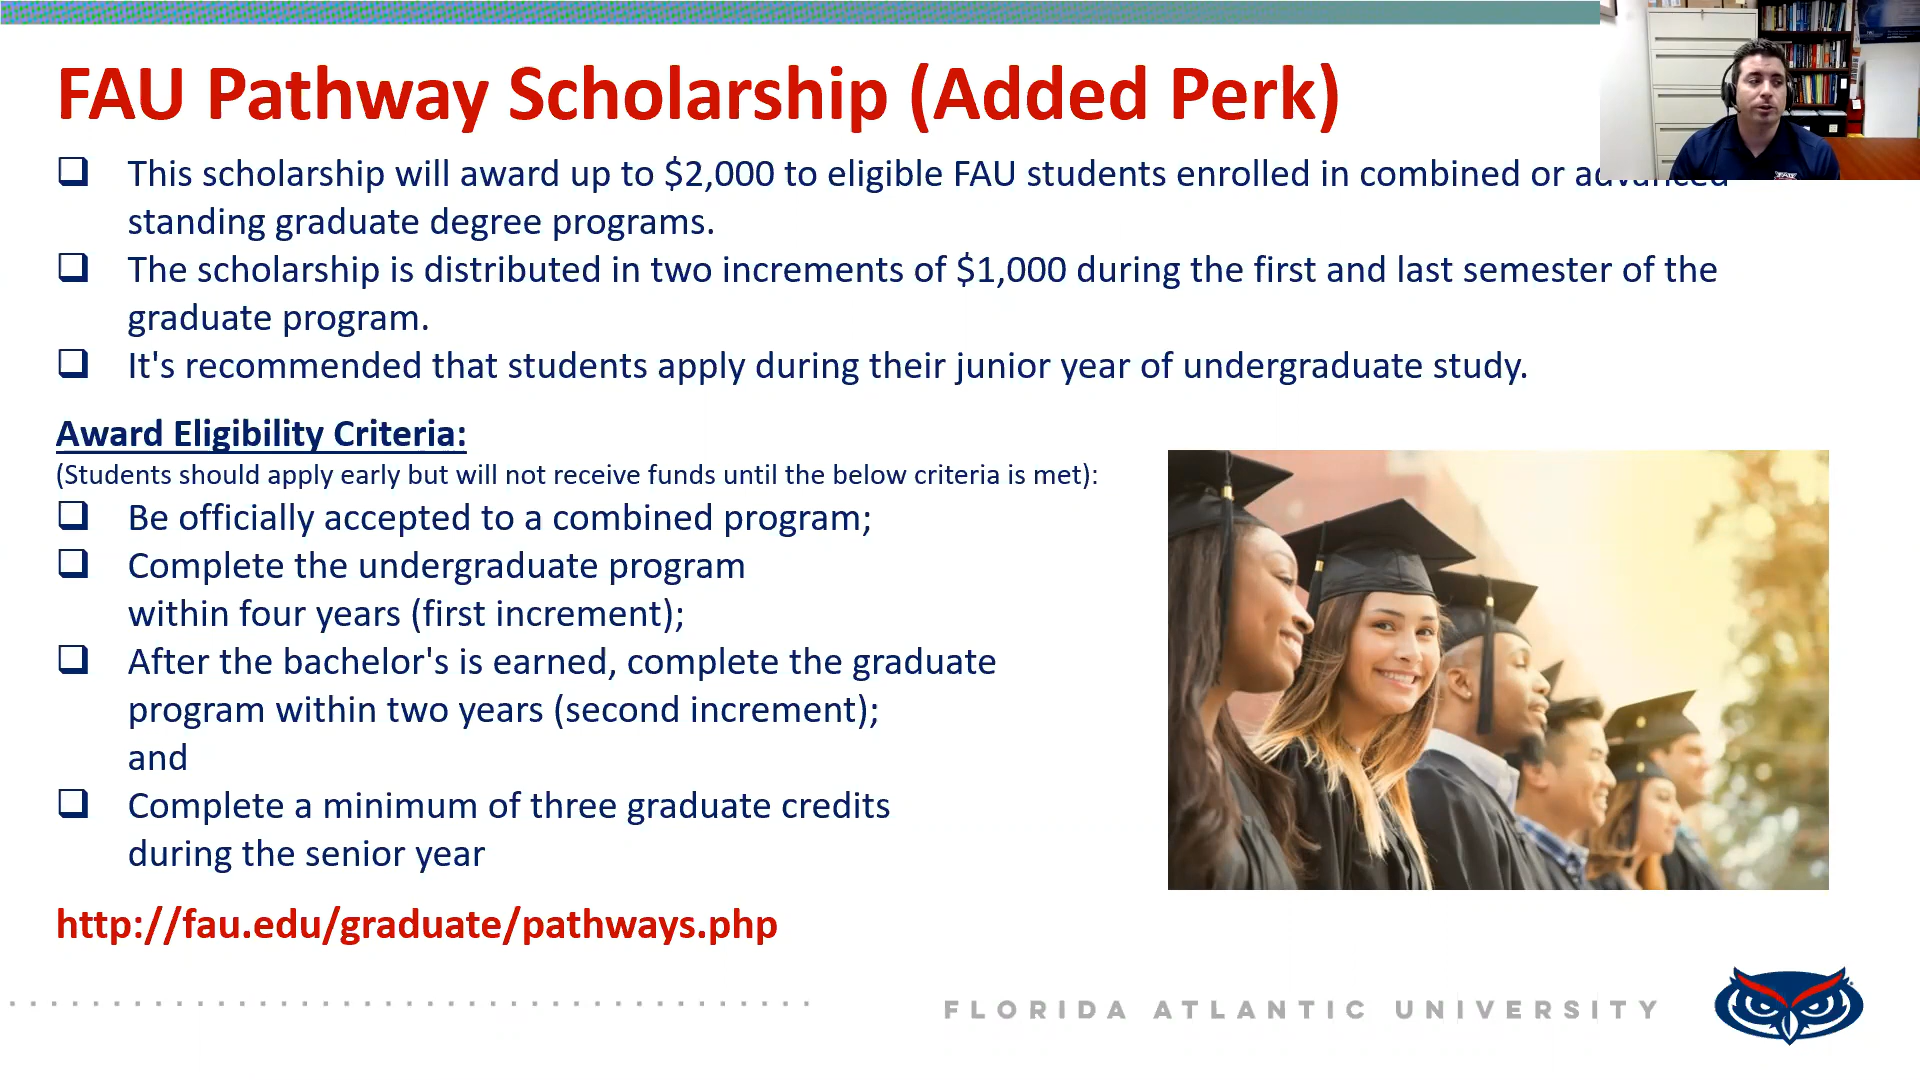 FAU Pathway Scholarship (Added Perk)
This scholarship will award up to $2,000 to eligible FAU students enrolled in combined or advanced
standing graduate degree programs.
The scholarship is distributed in two increments of $1,000 during the first and last semester of the
graduate program.
It's recommended that students apply during their junior year of undergraduate study.
Award Eligibility Criteria:
(Students should apply early but will not receive funds until the below criteria is met):
Be officially accepted to a combined program;
Complete the undergraduate program
within four years (first increment);
After the bachelor's is earned, complete the graduate
program within two years (second increment);
and
Complete a minimum of three graduate credits
during the senior year
http://fau.edu/graduate/pathways.php
FLORIDA ATLANTIC UNIVERSITY